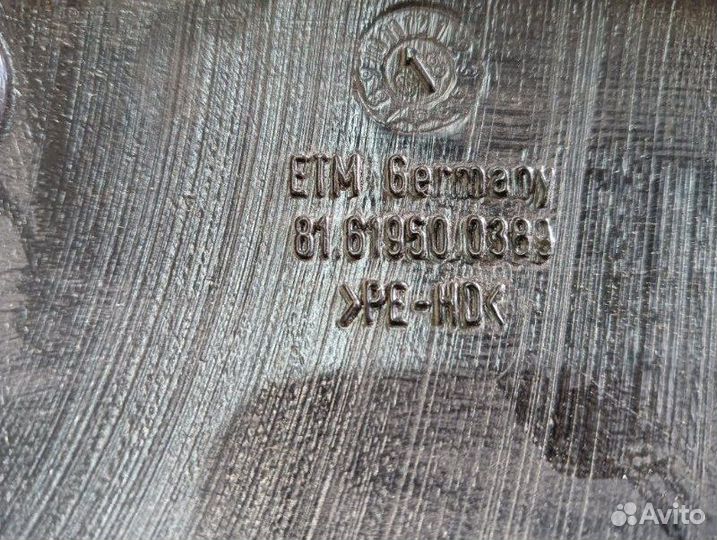 ETM Germany
81.61950.0389
>PE-HD<
Avito